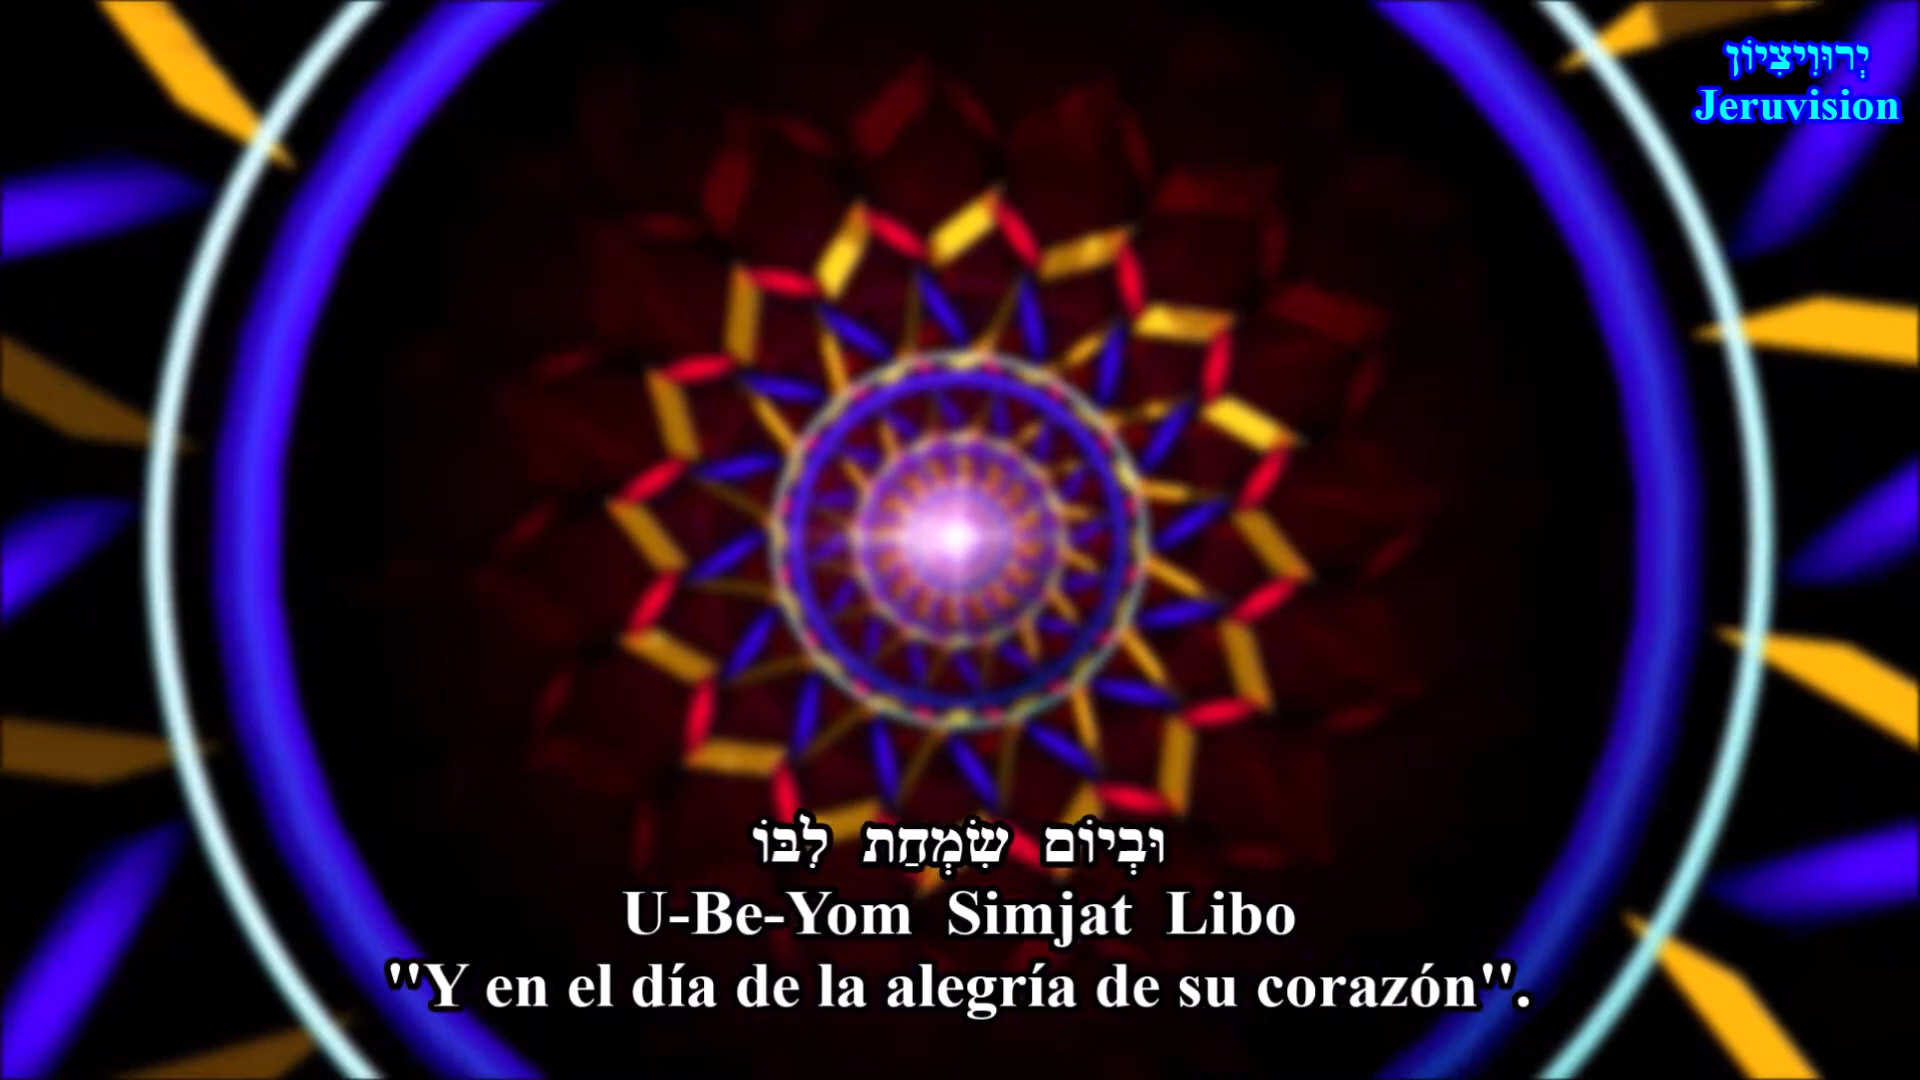 יְרוּוִיצִיוֹן
Jeruvision
וּבְיוֹם שִׂמְחַת לִבּוֹ
U-Be-Yom Simjat Libo
"Y en el día de la alegría de su corazón".